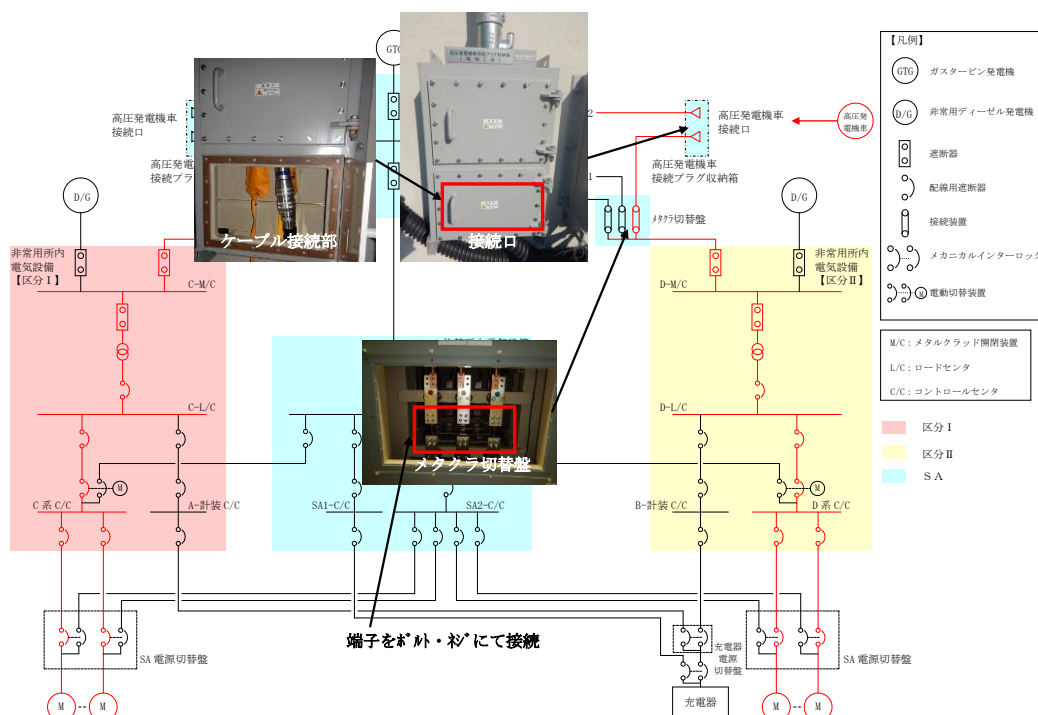 GTG
高圧発電機車
接続口
高圧発電
接続プラ
D/G
非常用所内
電気設備
【区分Ⅰ】
C-M/C
C-L/C
M
C 系 C/C
A-計装 C/C
SA 電源切替盤
M
M
ケーブル接続部
接続口
2
1
高圧発電機車
接続口
高圧発電機車
接続プラグ収納箱
高圧発
電機車
ﾒﾀｸﾗ切替盤
D/G
非常用所内
電気設備
【区分Ⅱ】
D-M/C
D-L/C
M
B-計装 C/C
D 系 C/C
メタクラ切替盤
SA1-C/C
SA2-C/C
端子をﾎﾞﾙﾄ・ﾈｼﾞにて接続
充電器
電源
切替盤
充電器
SA 電源切替盤
M
M
【凡例】
GTG ガスタービン発電機
D/G 非常用ディーゼル発電機
遮断器
配線用遮断器
接続装置
メカニカルインターロック
M 電動切替装置
M/C：メタルクラッド開閉装置
L/C：ロードセンタ
C/C：コントロールセンタ
区分Ⅰ
区分Ⅱ
ＳＡ